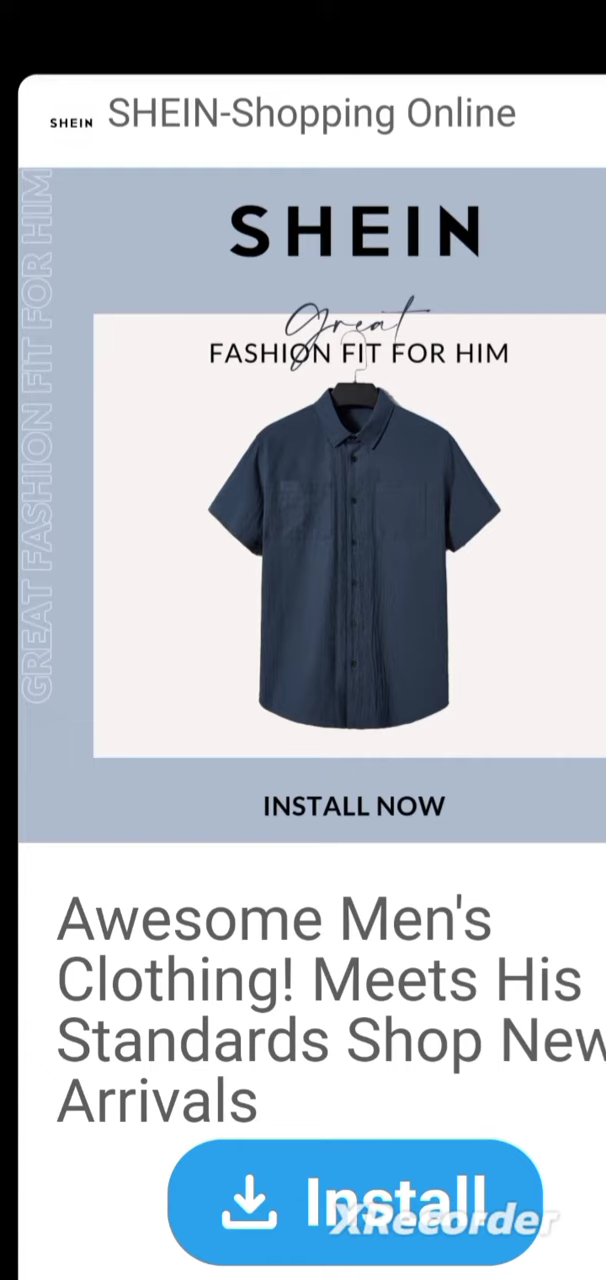 SHEIN
SHEIN-Shopping Online
GREAT FASHION FIT FOR HIM
SHEIN
Great
FASHION FIT FOR HIM
INSTALL NOW
Awesome Men's
Clothing! Meets His
Standards Shop New
Arrivals
Install
XRecorder